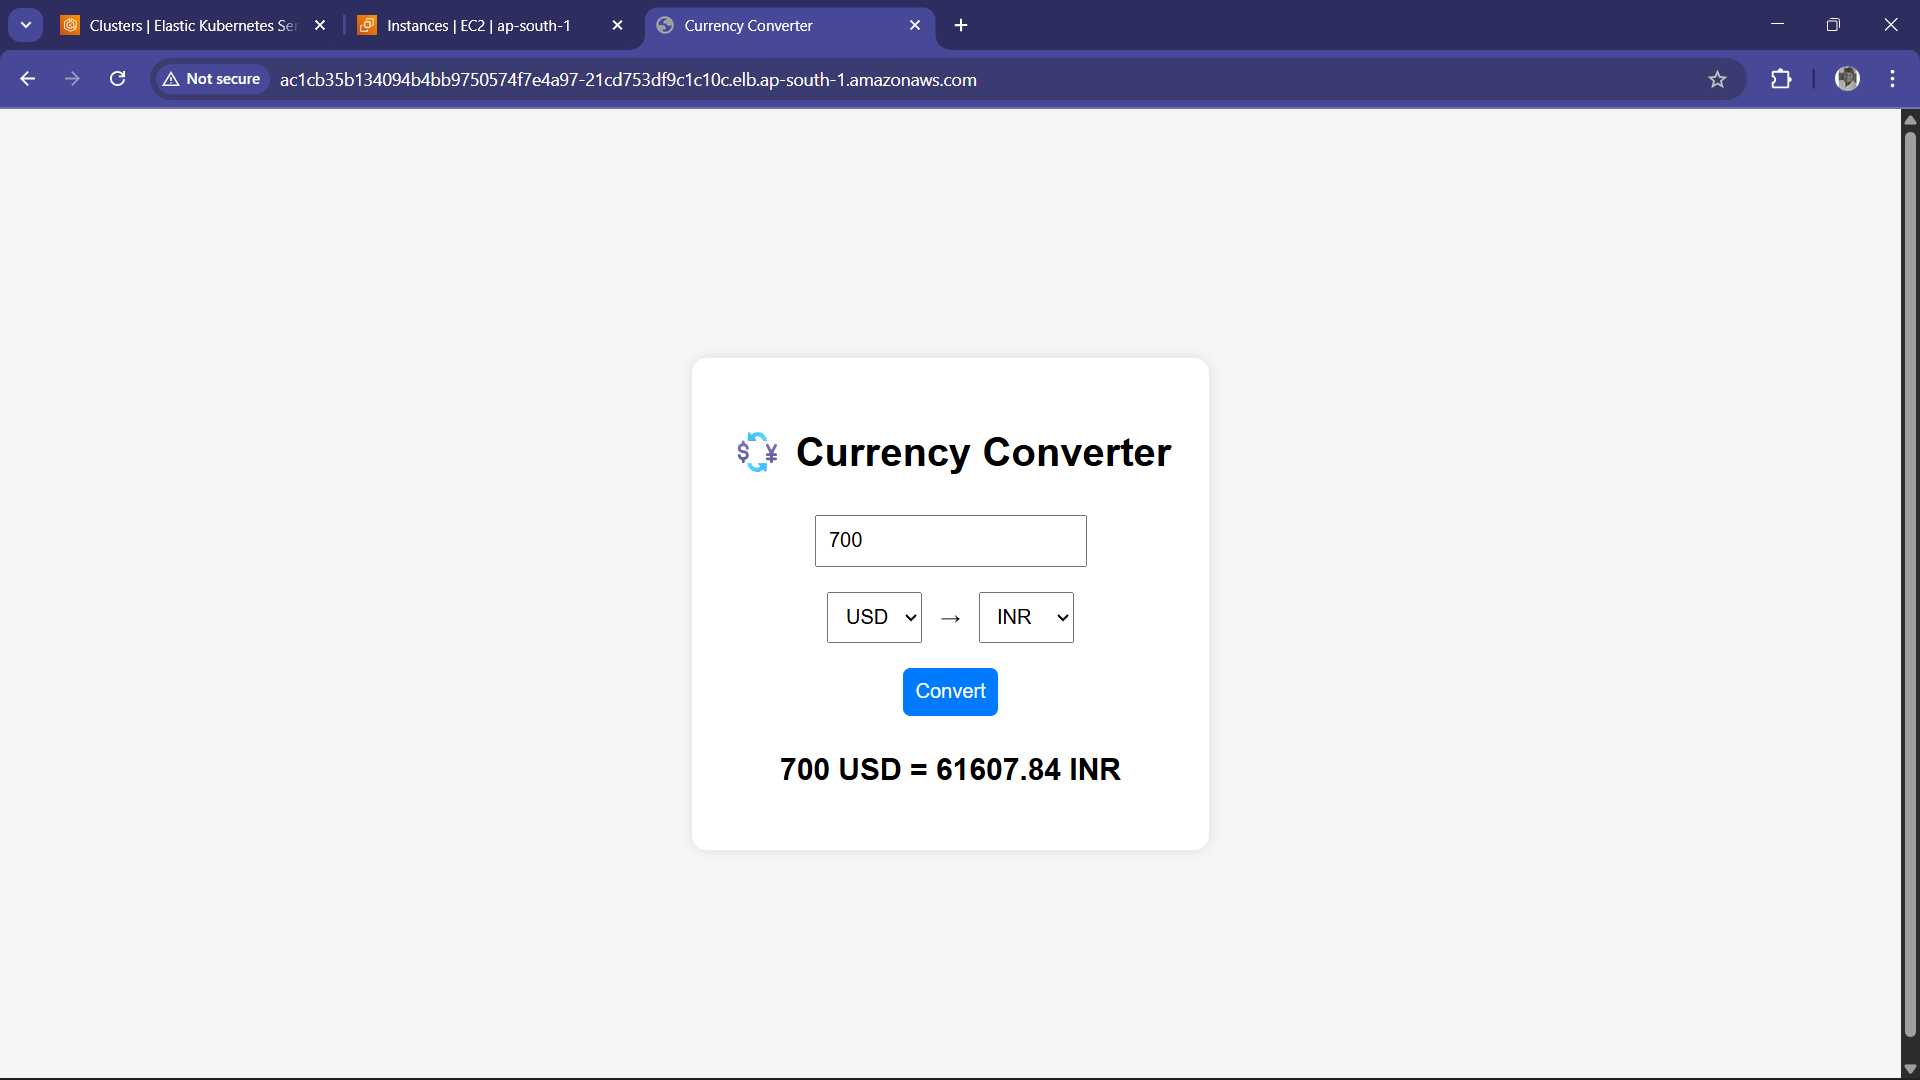 Clusters | Elastic Kubernetes Ser
Instances | EC2 | ap-south-1
Currency Converter
Not secure
ac1cb35b134094b4bb9750574f7e4a97-21cd753df9c1c10c.elb.ap-south-1.amazonaws.com
Currency Converter
700
USD → INR
Convert
700 USD = 61607.84 INR